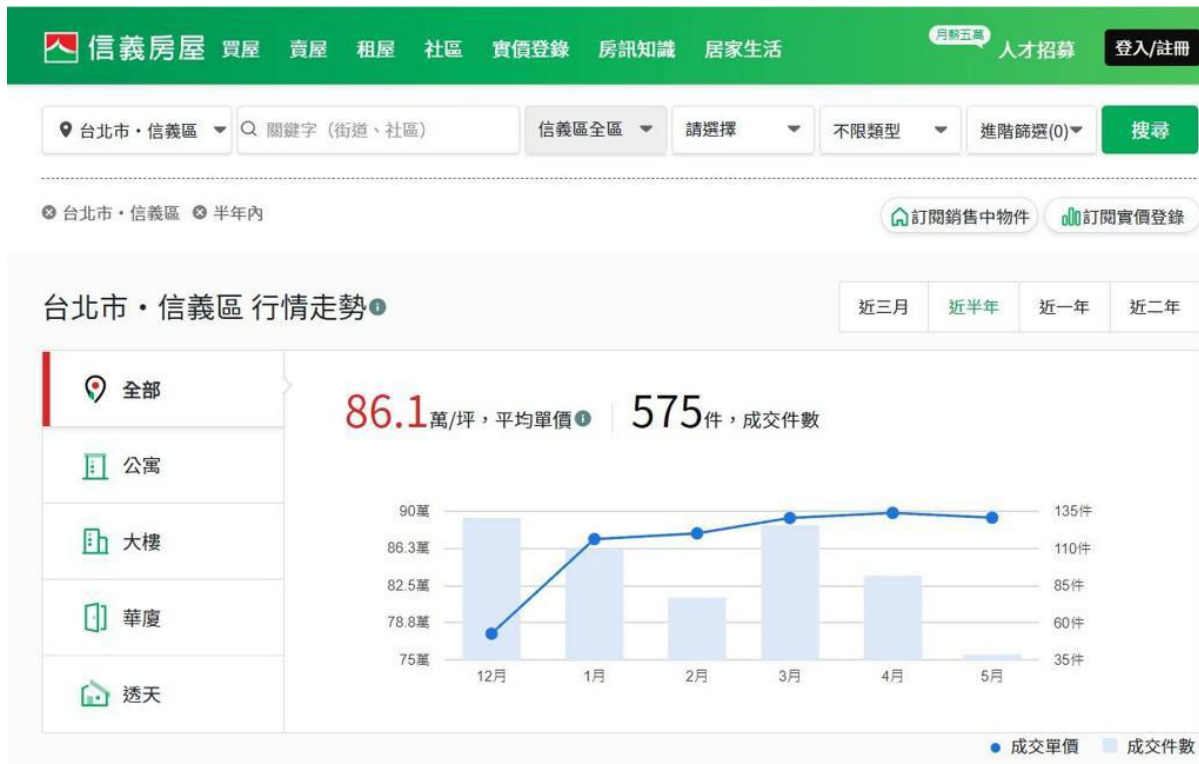 信義房屋 買屋 賣屋 租屋 社區 實價登錄 房訊知識 居家生活 月薪五萬 人才招募 登入/註冊
台北市・信義區 關鍵字（街道、社區） 信義區全區 請選擇 不限類型 進階篩選(0) 搜尋
台北市・信義區 半年內 訂閱銷售中物件 訂閱實價登錄
台北市・信義區 行情走勢 近三月 近半年 近一年 近二年
全部
公寓
大樓
華廈
透天
86.1萬/坪，平均單價 575件，成交件數
90萬 135件
86.3萬 110件
82.5萬 85件
78.8萬 60件
75萬 35件
12月 1月 2月 3月 4月 5月
成交單價 成交件數